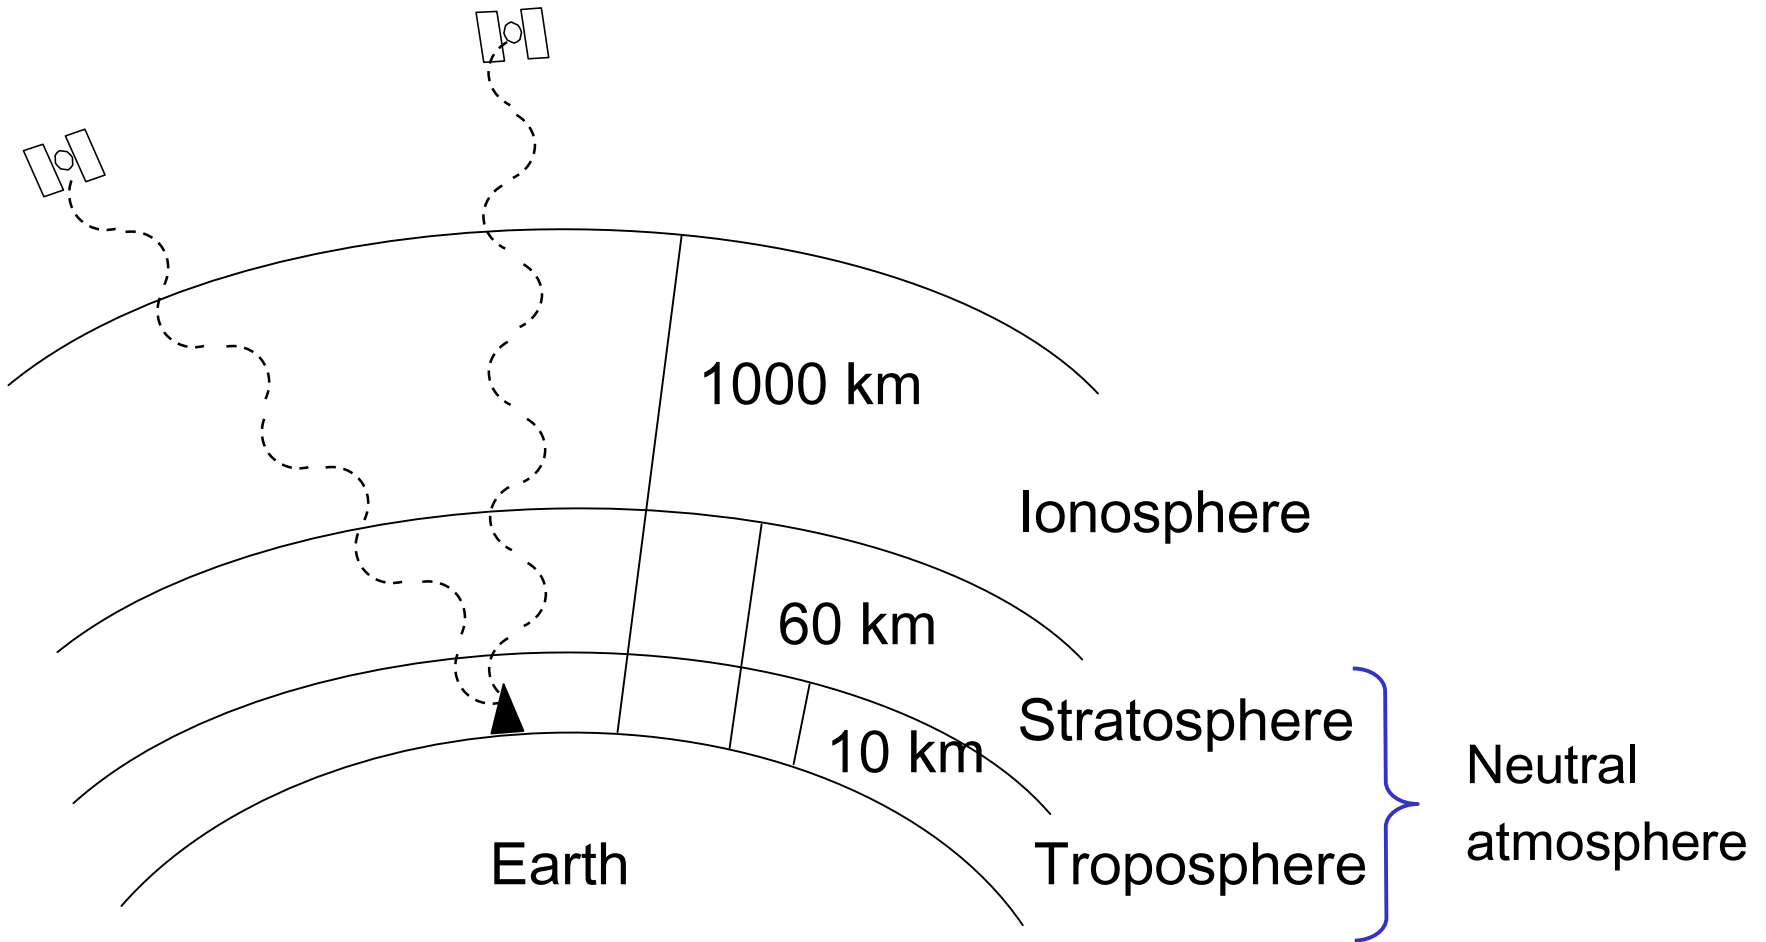 1000 km
Ionosphere
60 km
Stratosphere
10 km
Neutral
atmosphere
Earth
Troposphere